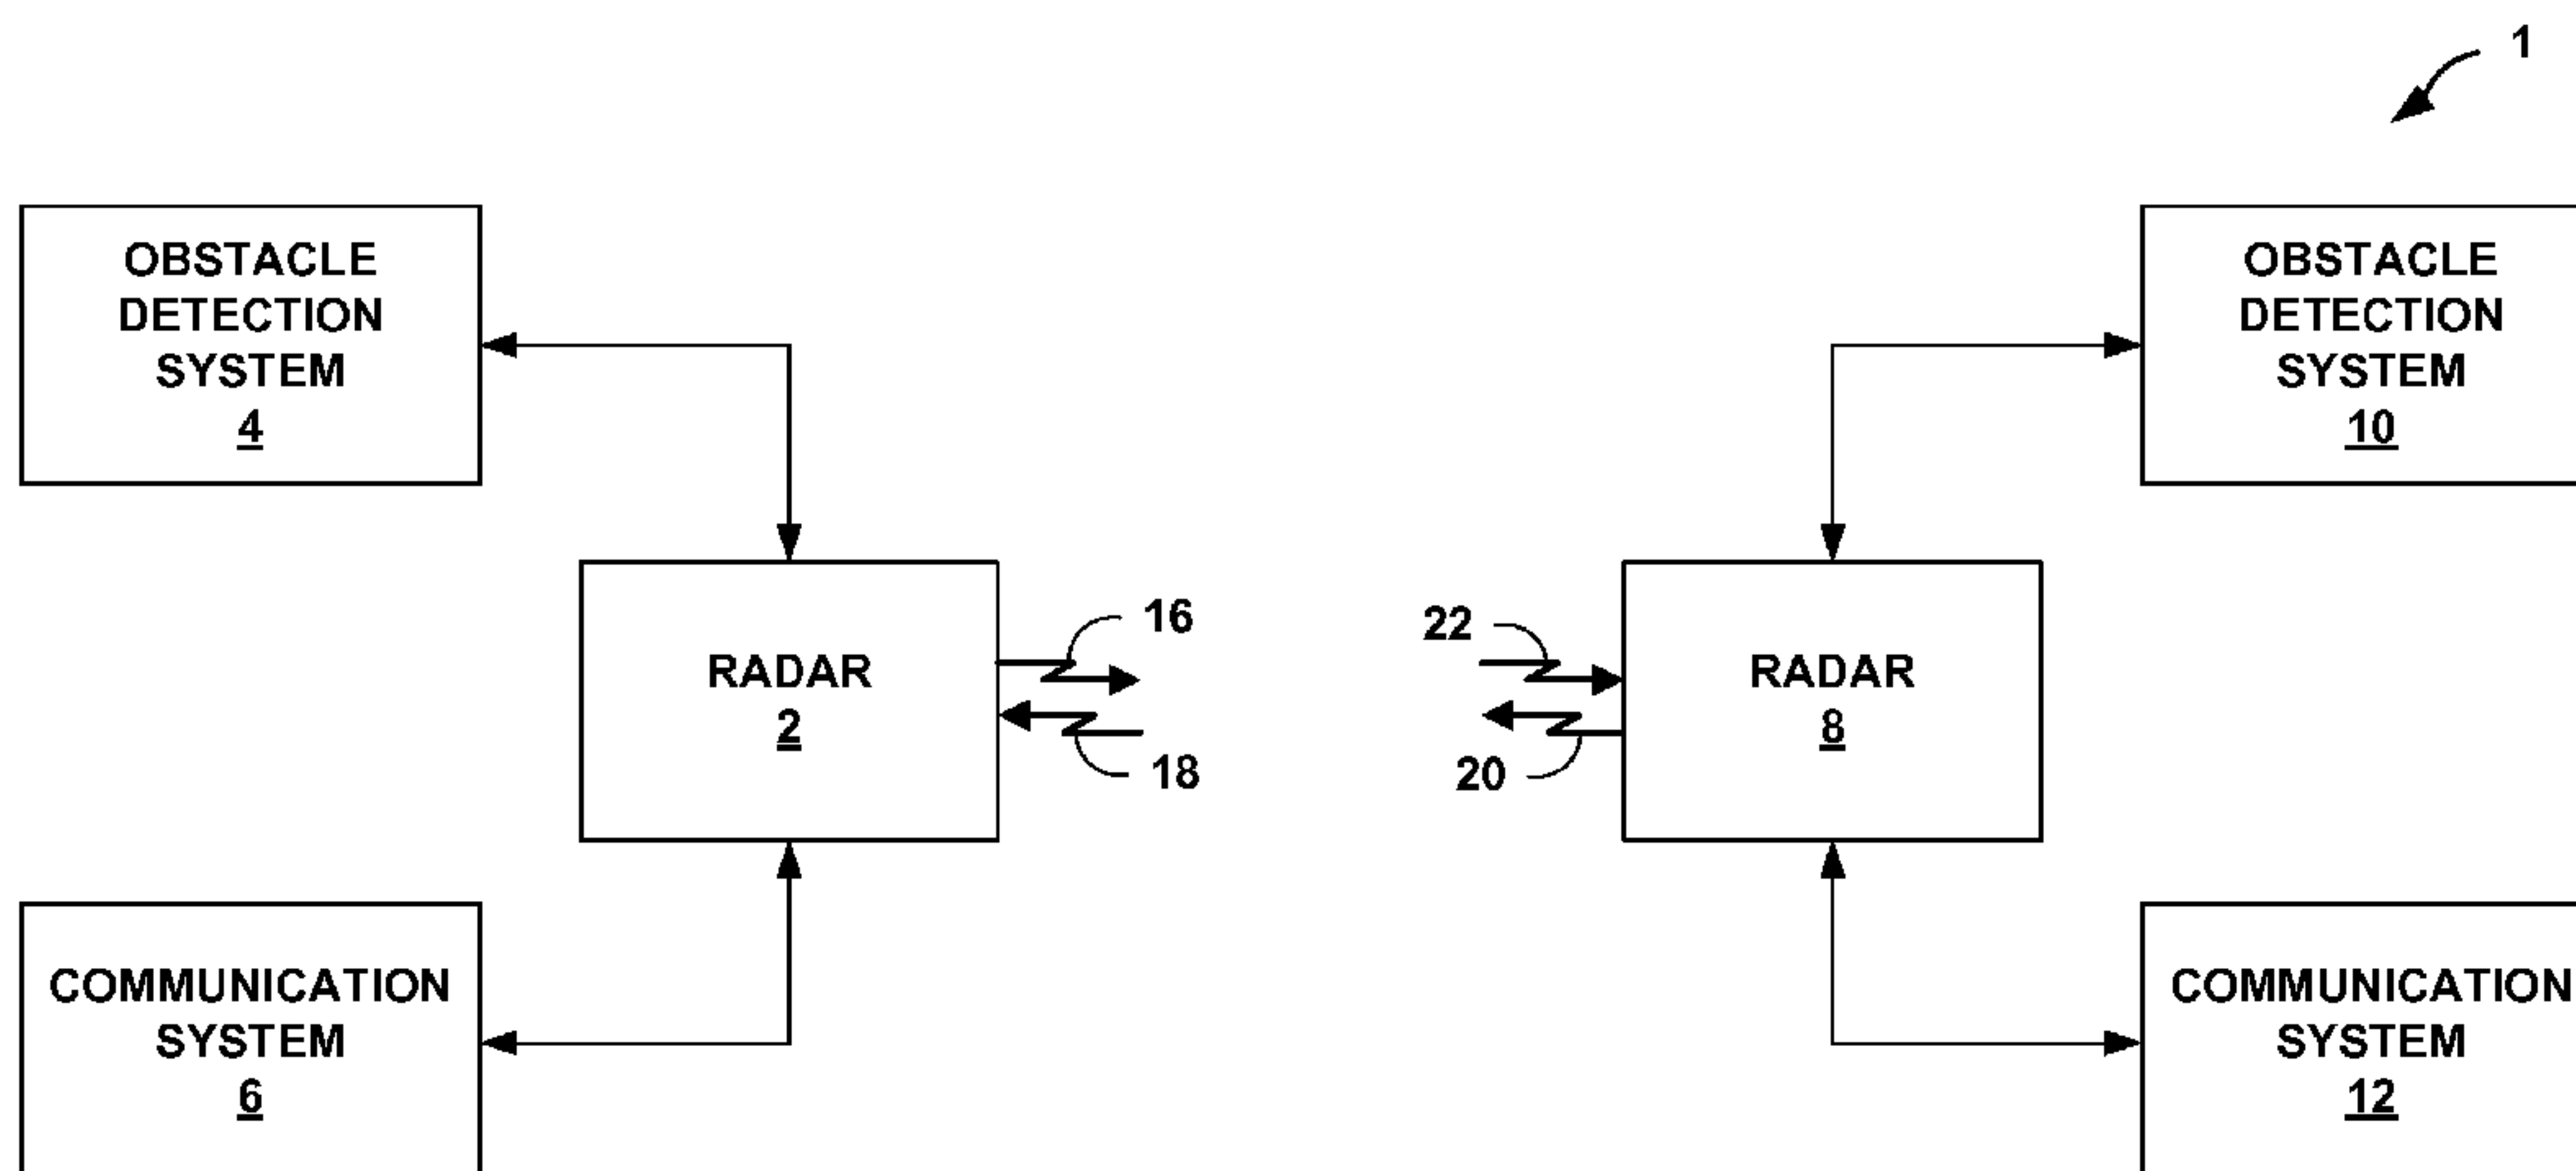 1
OBSTACLE
DETECTION
SYSTEM
4
OBSTACLE
DETECTION
SYSTEM
10
RADAR
2
16
18
22
20
RADAR
8
COMMUNICATION
SYSTEM
6
COMMUNICATION
SYSTEM
12